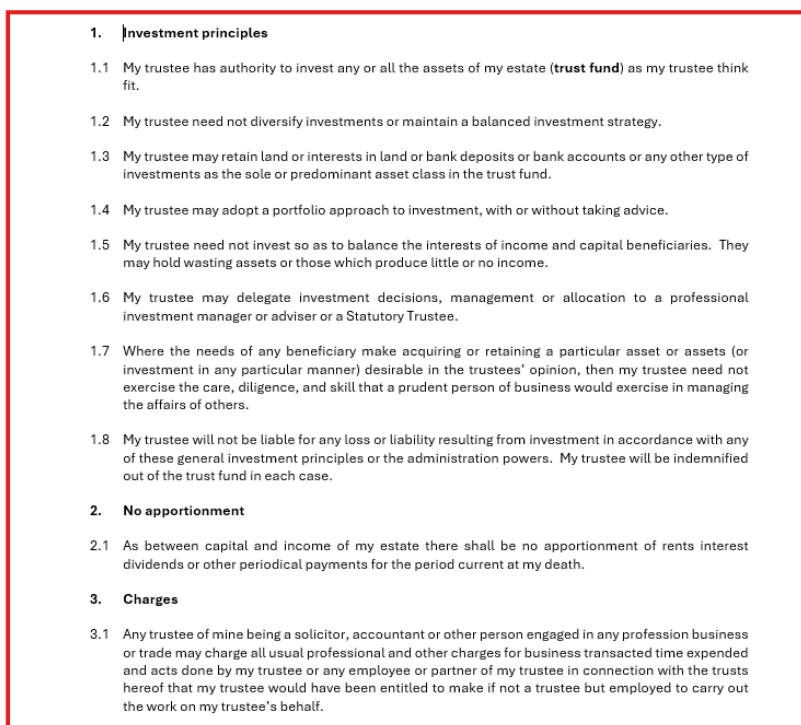 1. Investment principles
1.1 My trustee has authority to invest any or all the assets of my estate (trust fund) as my trustee think
fit.
1.2 My trustee need not diversify investments or maintain a balanced investment strategy.
1.3 My trustee may retain land or interests in land or bank deposits or bank accounts or any other type of
investments as the sole or predominant asset class in the trust fund.
1.4 My trustee may adopt a portfolio approach to investment, with or without taking advice.
1.5 My trustee need not invest so as to balance the interests of income and capital beneficiaries. They
may hold wasting assets or those which produce little or no income.
1.6 My trustee may delegate investment decisions, management or allocation to a professional
investment manager or adviser or a Statutory Trustee.
1.7 Where the needs of any beneficiary make acquiring or retaining a particular asset or assets (or
investment in any particular manner) desirable in the trustees' opinion, then my trustee need not
exercise the care, diligence, and skill that a prudent person of business would exercise in managing
the affairs of others.
1.8 My trustee will not be liable for any loss or liability resulting from investment in accordance with any
of these general investment principles or the administration powers. My trustee will be indemnified
out of the trust fund in each case.
2. No apportionment
2.1 As between capital and income of my estate there shall be no apportionment of rents interest
dividends or other periodical payments for the period current at my death.
3. Charges
3.1 Any trustee of mine being a solicitor, accountant or other person engaged in any profession business
or trade may charge all usual professional and other charges for business transacted time expended
and acts done by my trustee or any employee or partner of my trustee in connection with the trusts
hereof that my trustee would have been entitled to make if not a trustee but employed to carry out
the work on my trustee's behalf.